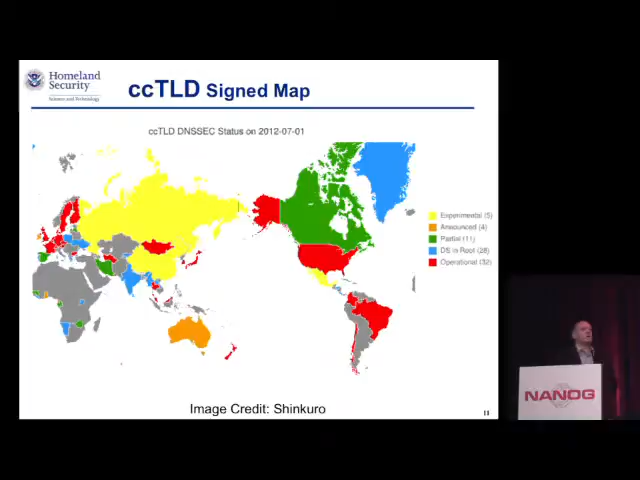 Homeland
Security
Science and Technology
ccTLD Signed Map
ccTLD DNSSEC Status on 2012-07-01
Experimental (5)
Announced (4)
Partial (11)
DS in Root (28)
Operational (32)
Image Credit: Shinkuro
11
NANOG